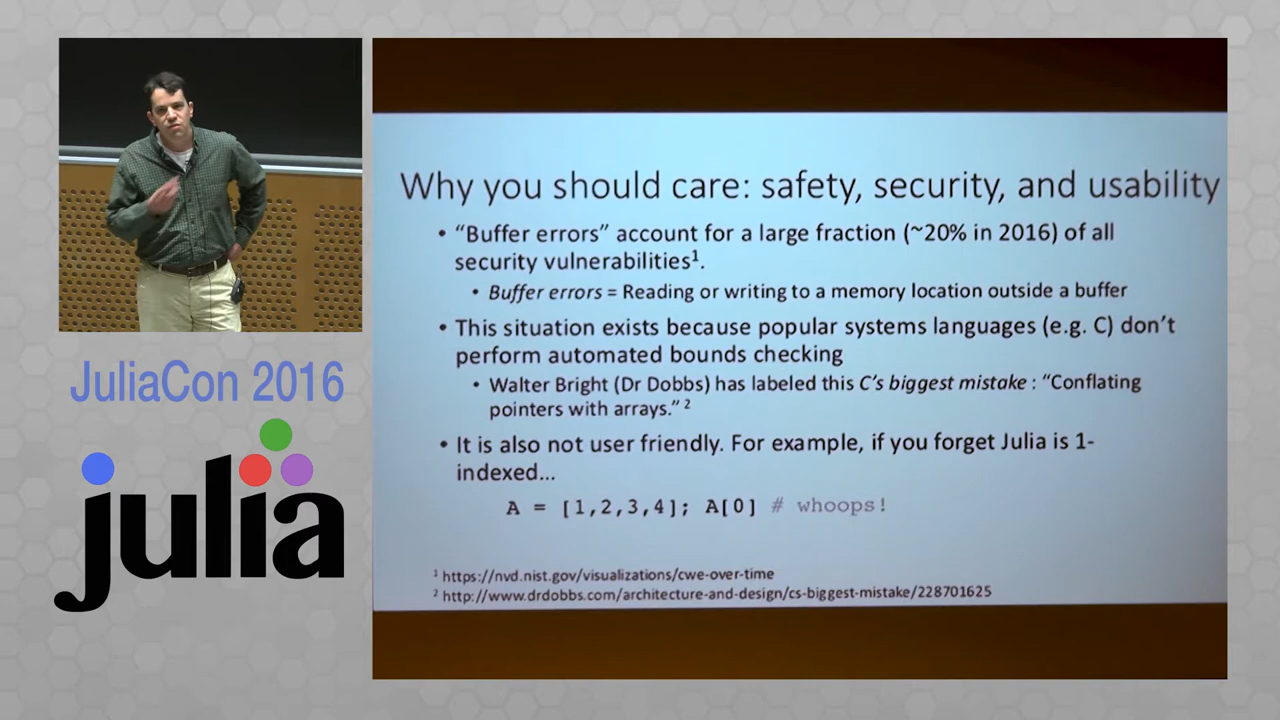 Why you should care: safety, security, and usability
• “Buffer errors” account for a large fraction (~20% in 2016) of all
security vulnerabilities¹.
• Buffer errors = Reading or writing to a memory location outside a buffer
• This situation exists because popular systems languages (e.g. C) don’t
perform automated bounds checking
• Walter Bright (Dr Dobbs) has labeled this C’s biggest mistake : “Conflating
pointers with arrays.” ²
• It is also not user friendly. For example, if you forget Julia is 1-
indexed...
A = [1,2,3,4]; A[0] # whoops!
¹ https://nvd.nist.gov/visualizations/cwe-over-time
² http://www.drdobbs.com/architecture-and-design/cs-biggest-mistake/228701625
JuliaCon 2016
julia